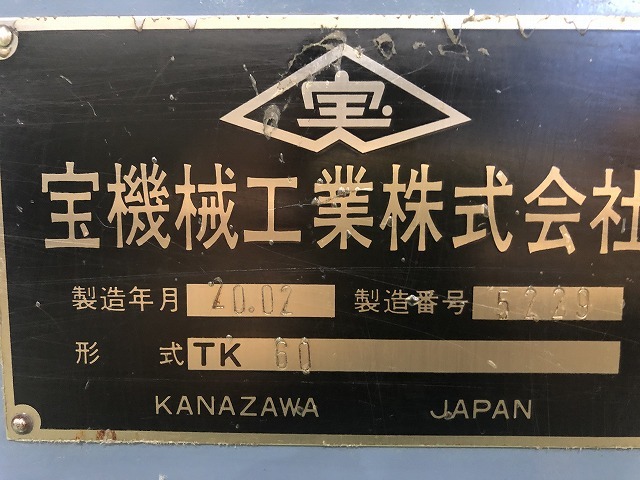 宝
宝機械工業株式会社
製造年月 20.02 製造番号 5229
形 式 TK 60
KANAZAWA JAPAN